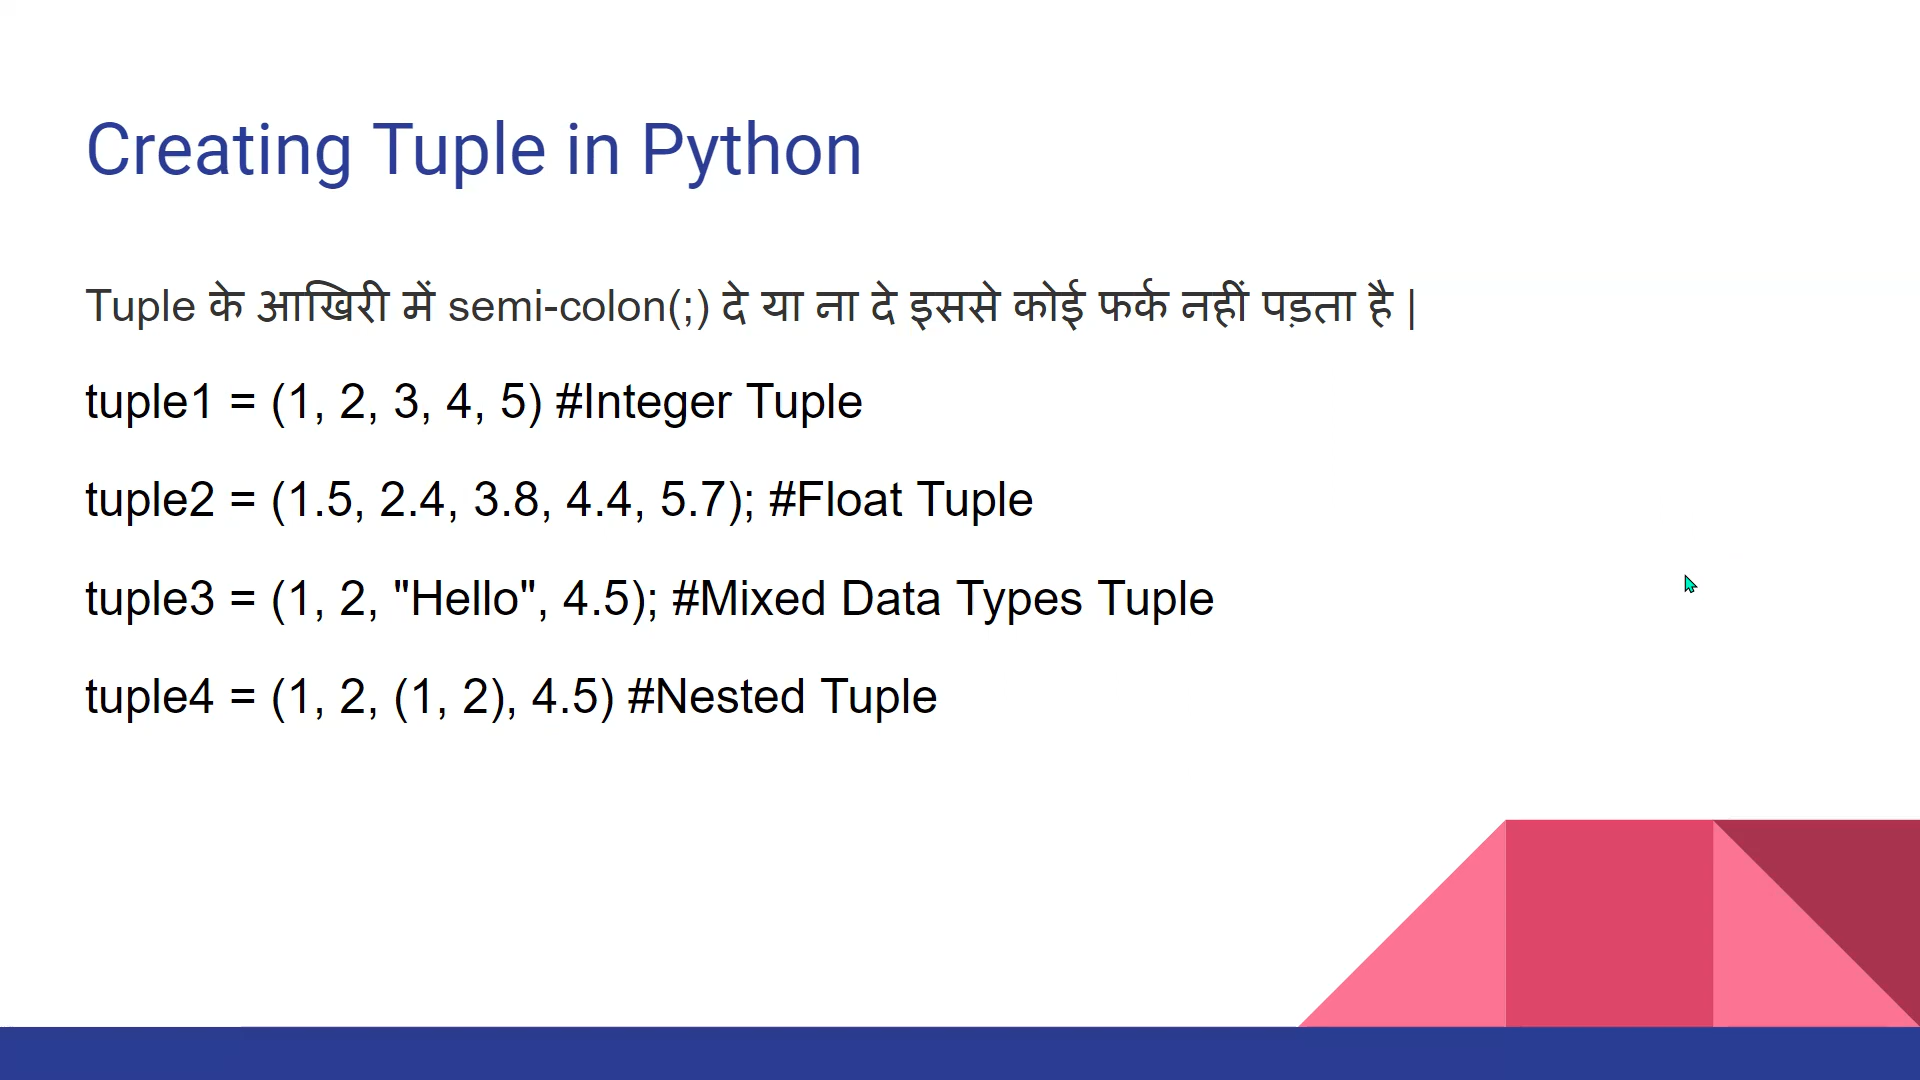 Creating Tuple in Python
Tuple के आखिरी में semi-colon(;) दे या ना दे इससे कोई फर्क नहीं पड़ता है |
tuple1 = (1, 2, 3, 4, 5) #Integer Tuple
tuple2 = (1.5, 2.4, 3.8, 4.4, 5.7); #Float Tuple
tuple3 = (1, 2, "Hello", 4.5); #Mixed Data Types Tuple
tuple4 = (1, 2, (1, 2), 4.5) #Nested Tuple